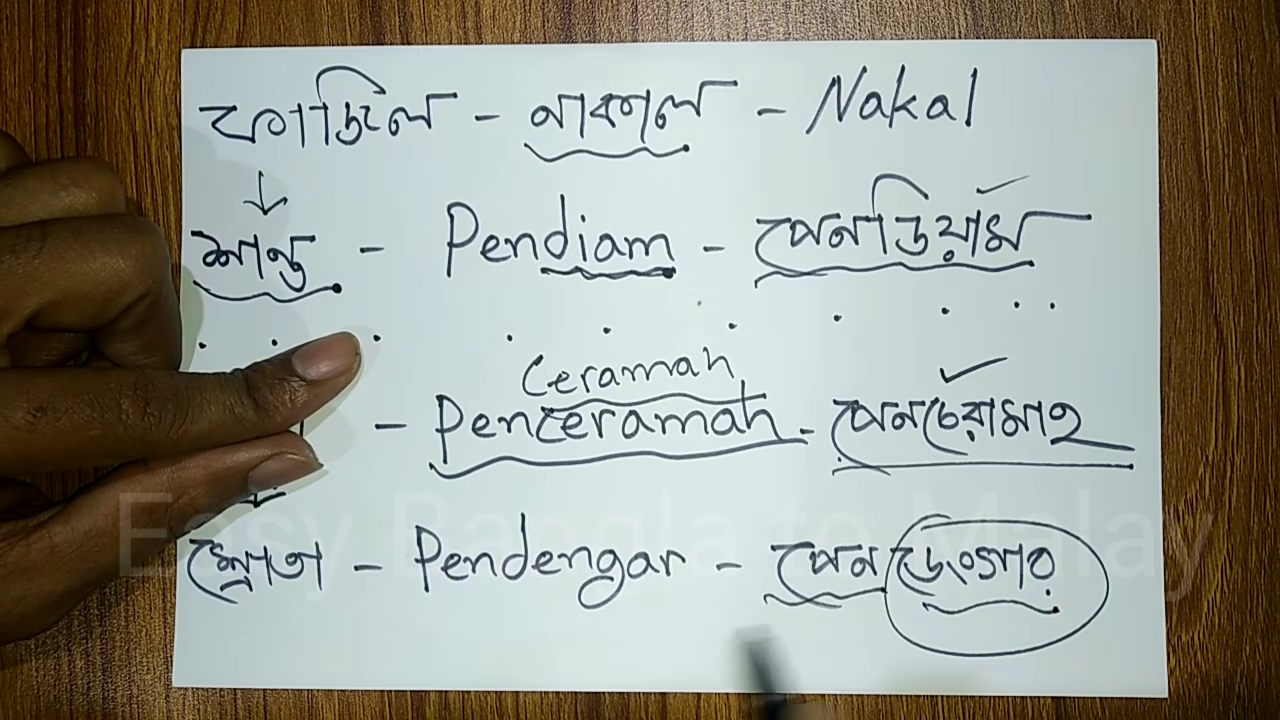 ফাজিল - নাকাল - Nakal
শান্ত - Pendiam - পেনডিয়াম
Ceramah
- Penceramah - পেনচেরামাহ
শ্রোতা - Pendengar - পেনডেংগার
Easy Bangla to Malay